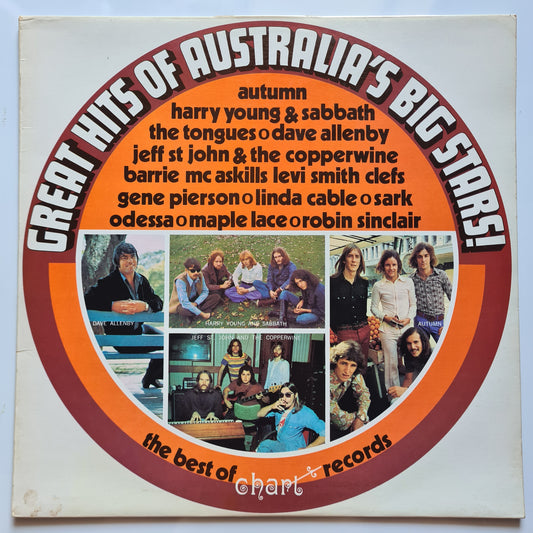 GREAT HITS OF AUSTRALIA'S BIG STARS!
autumn
harry young & sabbath
the tongues o dave allenby
jeff st john & the copperwine
barrie mc askills levi smith clefs
gene pierson o linda cable o sark
odessa o maple lace o robin sinclair
DAVE ALLENBY
HARRY YOUNG AND SABBATH
AUTUMN
JEFF ST. JOHN AND THE COPPERWINE
the best of chart records